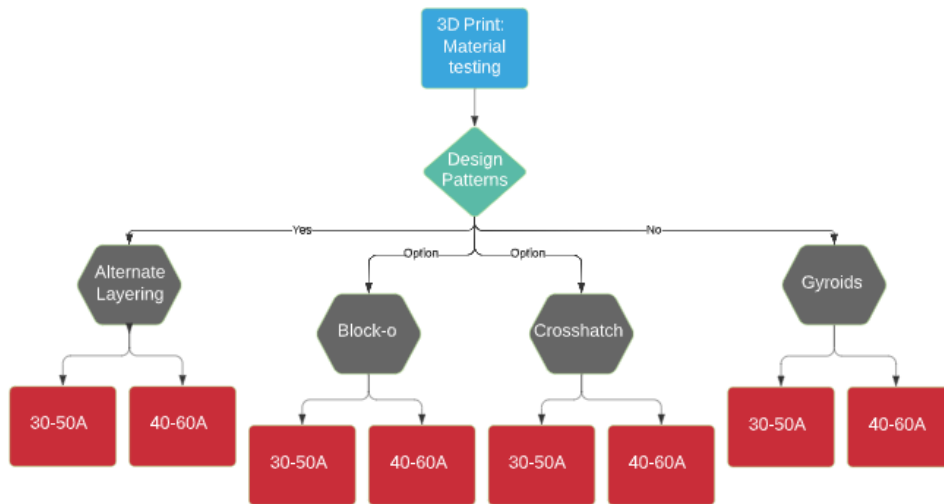 3D Print:
Material
testing
Design
Patterns
Yes
No
Option
Option
Alternate
Layering
Gyroids
Block-o
Crosshatch
30-50A
40-60A
30-50A
40-60A
30-50A
40-60A
30-50A
40-60A